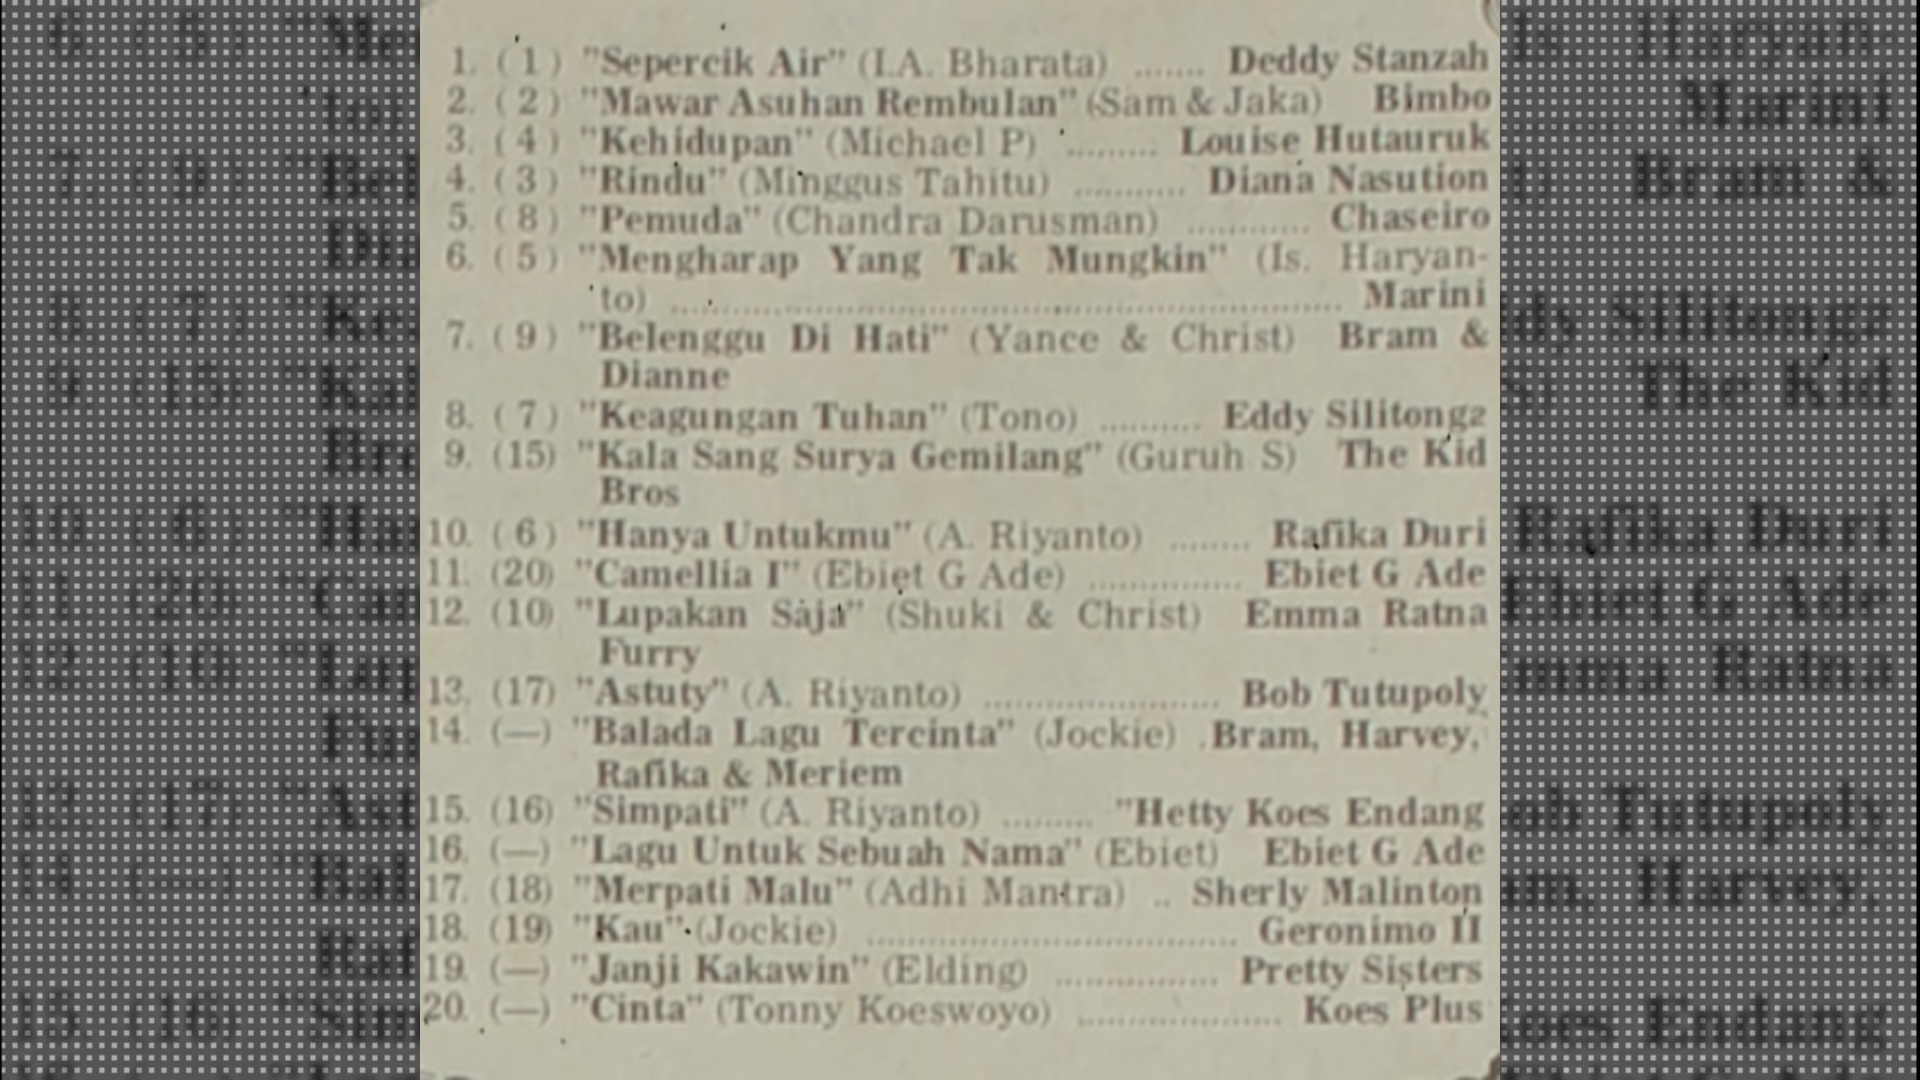 1. (1) "Sepercik Air" (I.A. Bharata) ....... Deddy Stanzah
2. (2) "Mawar Asuhan Rembulan" (Sam & Jaka) Bimbo
3. (4) "Kehidupan" (Michael P) ......... Louise Hutauruk
4. (3) "Rindu" (Minggus Tahitu) ........... Diana Nasution
5. (8) "Pemuda" (Chandra Darusman) ............ Chaseiro
6. (5) "Mengharap Yang Tak Mungkin" (Is. Haryan-
to) .................................................................. Marini
7. (9) "Belenggu Di Hati" (Yance & Christ) Bram &
Dianne
8. (7) "Keagungan Tuhan" (Tono) .......... Eddy Silitonga
9. (15) "Kala Sang Surya Gemilang" (Guruh S) The Kid
Bros
10. (6) "Hanya Untukmu" (A. Riyanto) ........ Rafika Duri
11. (20) "Camellia I" (Ebiet G Ade) ............... Ebiet G Ade
12. (10) "Lupakan Saja" (Shuki & Christ) Emma Ratna
Furry
13. (17) "Astuty" (A. Riyanto) ....................... Bob Tutupoly
14. (—) "Balada Lagu Tercinta" (Jockie) .Bram, Harvey,
Rafika & Meriem
15. (16) "Simpati" (A. Riyanto) ......... "Hetty Koes Endang
16. (—) "Lagu Untuk Sebuah Nama" (Ebiet) Ebiet G Ade
17. (18) "Merpati Malu" (Adhi Mantra) .. Sherly Malinton
18. (19) "Kau" (Jockie) ..................................... Geronimo II
19. (—) "Janji Kakawin" (Elding) ................ Pretty Sisters
20. (—) "Cinta" (Tonny Koeswoyo) .................... Koes Plus